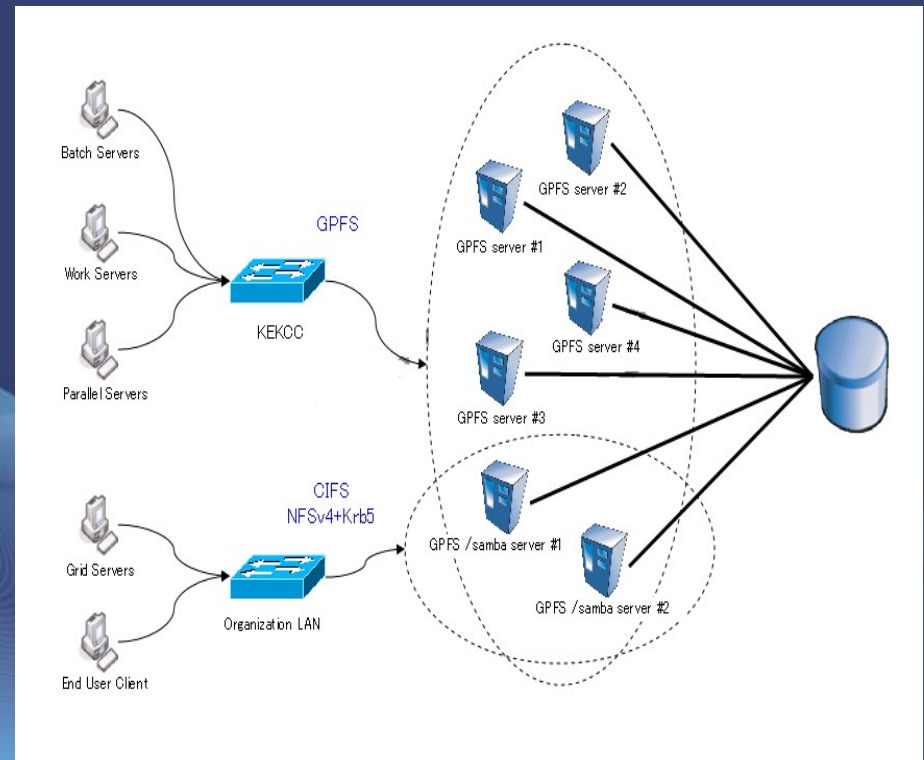 Batch Servers
Work Servers
Parallel Servers
GPFS
KEKCC
GPFS server #2
GPFS server #1
GPFS server #4
GPFS server #3
CIFS
NFSv4+Krb5
GPFS /samba server #1
GPFS /samba server #2
Grid Servers
Organization LAN
End User Client